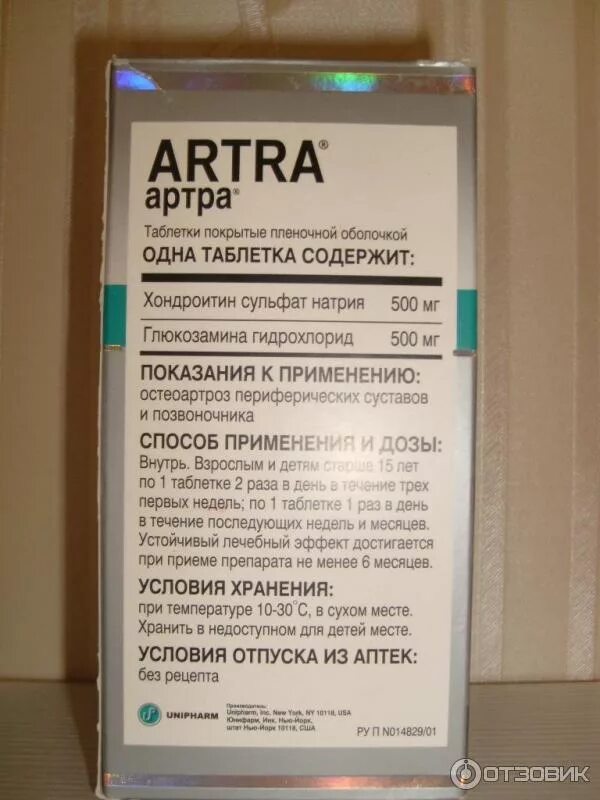 ARTRA®
артра®
Таблетки покрытые пленочной оболочкой
ОДНА ТАБЛЕТКА СОДЕРЖИТ:
Хондроитин сульфат натрия 500 мг
Глюкозамина гидрохлорид 500 мг
ПОКАЗАНИЯ К ПРИМЕНЕНИЮ:
остеоартроз периферических суставов
и позвоночника
СПОСОБ ПРИМЕНЕНИЯ И ДОЗЫ:
Внутрь. Взрослым и детям старше 15 лет
по 1 таблетке 2 раза в день в течение трех
первых недель; по 1 таблетке 1 раз в день
в течение последующих недель и месяцев.
Устойчивый лечебный эффект достигается
при приеме препарата не менее 6 месяцев.
УСЛОВИЯ ХРАНЕНИЯ:
при температуре 10-30°С, в сухом месте.
Хранить в недоступном для детей месте.
УСЛОВИЯ ОТПУСКА ИЗ АПТЕК:
без рецепта
UNIPHARM
Производитель:
Unipharm, Inc. New York, NY 10118, USA
Юнифарм, Инк. Нью-Йорк,
штат Нью-Йорк 10118, США
РУ П N014829/01
ОТЗОВИК